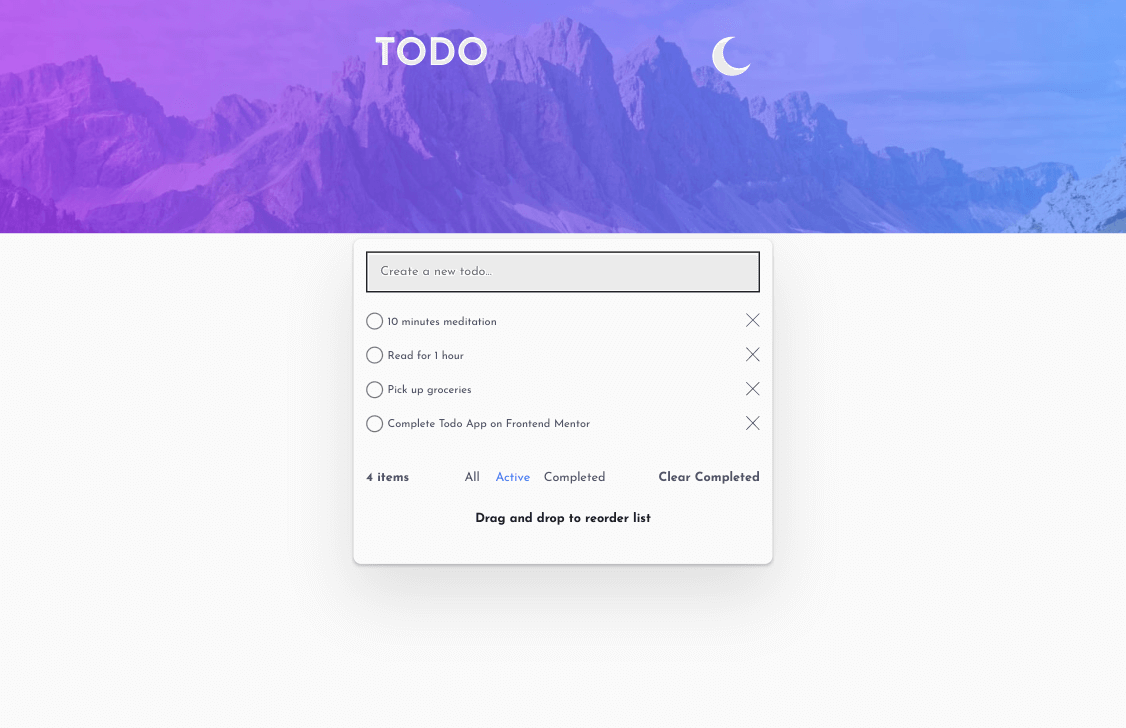 TODO
Create a new todo...
10 minutes meditation
Read for 1 hour
Pick up groceries
Complete Todo App on Frontend Mentor
4 items All Active Completed Clear Completed
Drag and drop to reorder list